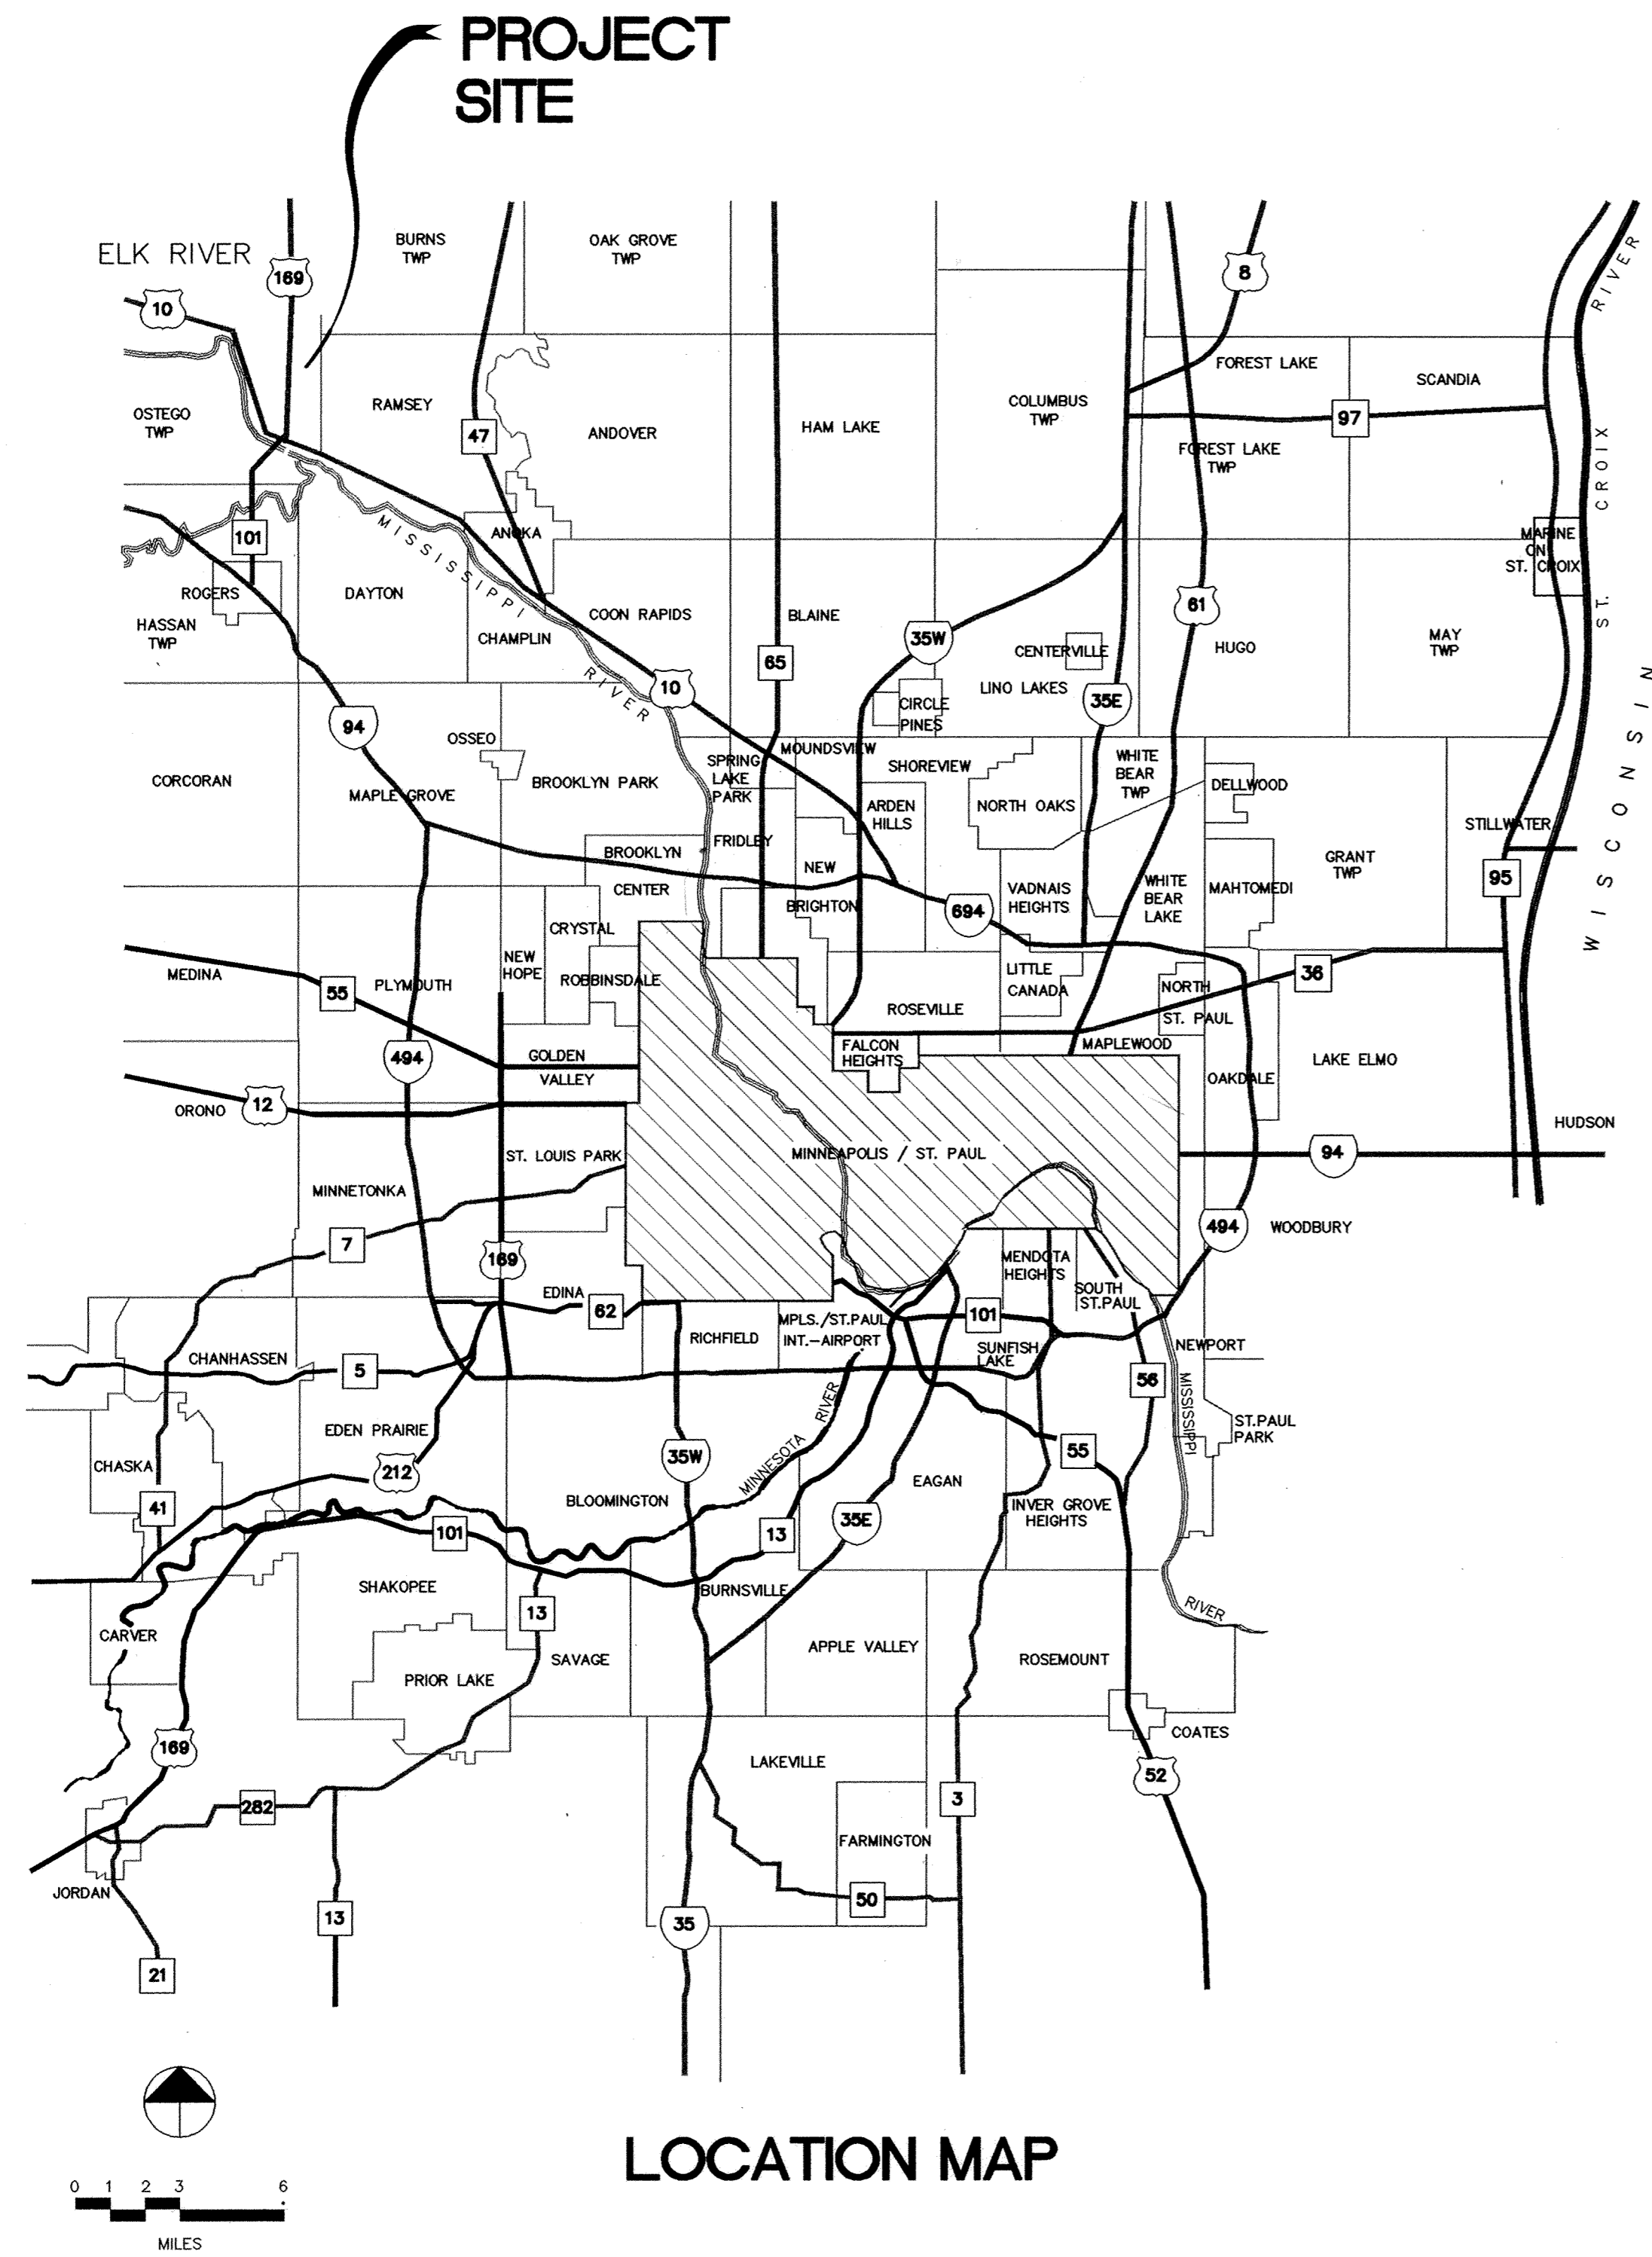 PROJECT
SITE
ELK RIVER
169
10
BURNS
TWP
OAK GROVE
TWP
8
RIVER
OSTEGO
TWP
RAMSEY
47
ANDOVER
HAM LAKE
COLUMBUS
TWP
FOREST LAKE
97
SCANDIA
FOREST LAKE
TWP
ST. CROIX
101
MISSISSIPPI
ANOKA
MARINE
ON
ST. CROIX
ROGERS
HASSAN
TWP
DAYTON
CHAMPLIN
COON RAPIDS
BLAINE
65
35W
CENTERVILLE
LINO LAKES
35E
61
HUGO
MAY
TWP
RIVER
10
CIRCLE
PINES
WISCONSIN
94
OSSEO
CORCORAN
MAPLE GROVE
BROOKLYN PARK
SPRING
LAKE
PARK
MOUNDSVIEW
SHOREVIEW
ARDEN
HILLS
NORTH OAKS
WHITE
BEAR
TWP
DELLWOOD
STILLWATER
BROOKLYN
CENTER
FRIDLEY
NEW
BRIGHTON
694
VADNAIS
HEIGHTS
WHITE
BEAR
LAKE
MAHTOMEDI
GRANT
TWP
95
CRYSTAL
NEW
HOPE
ROBBINSDALE
MEDINA
55
PLYMOUTH
ROSEVILLE
LITTLE
CANADA
NORTH
ST. PAUL
36
494
GOLDEN
VALLEY
FALCON
HEIGHTS
MAPLEWOOD
OAKDALE
LAKE ELMO
ORONO
12
HUDSON
ST. LOUIS PARK
MINNEAPOLIS / ST. PAUL
94
MINNETONKA
7
169
494
WOODBURY
MENDOTA
HEIGHTS
SOUTH
ST.PAUL
EDINA
62
RICHFIELD
MPLS./ST.PAUL
INT.-AIRPORT
101
SUNFISH
LAKE
NEWPORT
CHANHASSEN
5
56
MISSISSIPPI
ST.PAUL
PARK
EDEN PRAIRIE
212
CHASKA
41
35W
MINNESOTA
RIVER
55
EAGAN
BLOOMINGTON
101
13
35E
INVER GROVE
HEIGHTS
SHAKOPEE
13
BURNSVILLE
RIVER
CARVER
PRIOR LAKE
SAVAGE
APPLE VALLEY
ROSEMOUNT
169
COATES
52
LAKEVILLE
282
3
FARMINGTON
JORDAN
13
50
35
21
LOCATION MAP
0 1 2 3 6
MILES